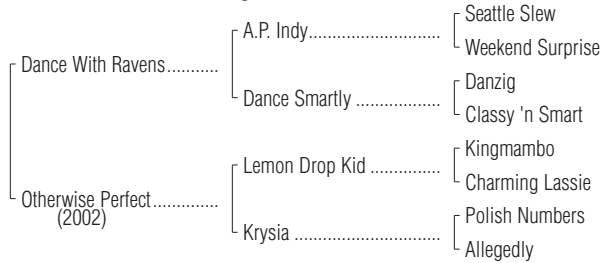 Seattle Slew
A.P. Indy
Weekend Surprise
Dance With Ravens
Danzig
Dance Smartly
Classy 'n Smart
Kingmambo
Lemon Drop Kid
Charming Lassie
Otherwise Perfect
(2002)
Polish Numbers
Krysia
Allegedly